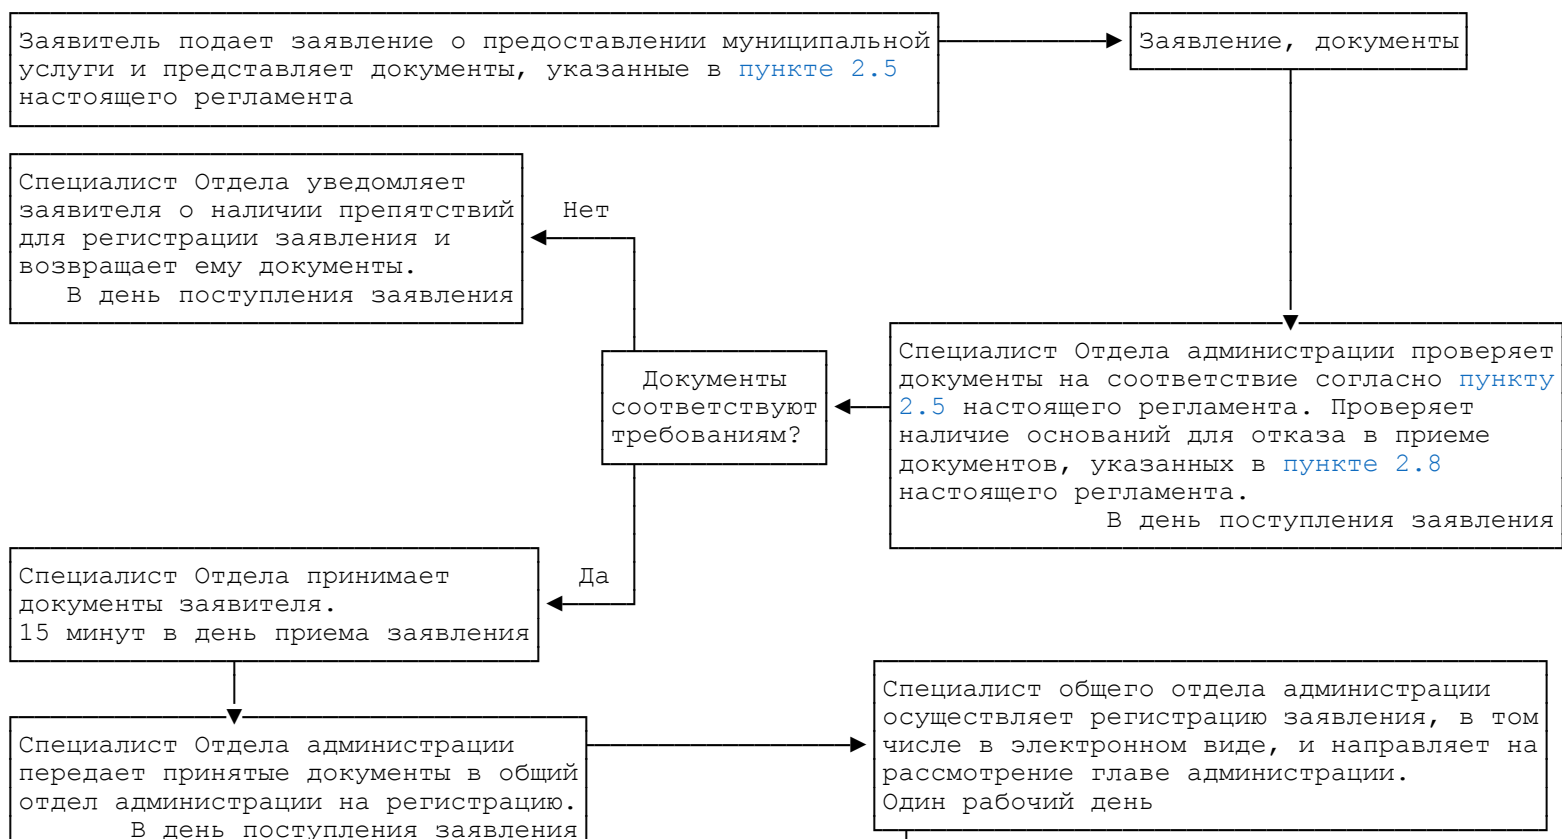 Заявитель подает заявление о предоставлении муниципальной
услуги и представляет документы, указанные в пункте 2.5
настоящего регламента
Заявление, документы
Специалист Отдела уведомляет
заявителя о наличии препятствий
для регистрации заявления и
возвращает ему документы.
В день поступления заявления
Нет
Документы
соответствуют
требованиям?
Специалист Отдела администрации проверяет
документы на соответствие согласно пункту
2.5 настоящего регламента. Проверяет
наличие оснований для отказа в приеме
документов, указанных в пункте 2.8
настоящего регламента.
В день поступления заявления
Да
Специалист Отдела принимает
документы заявителя.
15 минут в день приема заявления
Специалист Отдела администрации
передает принятые документы в общий
отдел администрации на регистрацию.
В день поступления заявления
Специалист общего отдела администрации
осуществляет регистрацию заявления, в том
числе в электронном виде, и направляет на
рассмотрение главе администрации.
Один рабочий день